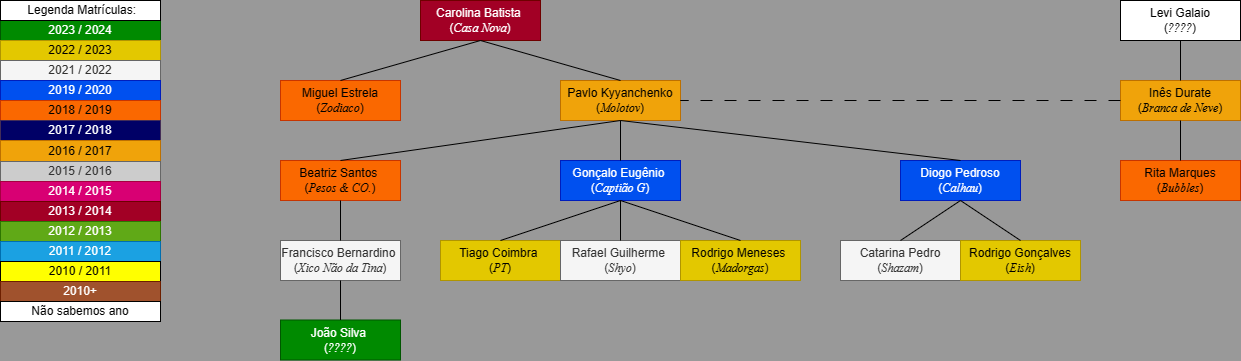 Legenda Matrículas:
2023 / 2024
2022 / 2023
2021 / 2022
2019 / 2020
2018 / 2019
2017 / 2018
2016 / 2017
2015 / 2016
2014 / 2015
2013 / 2014
2012 / 2013
2011 / 2012
2010 / 2011
2010+
Não sabemos ano
Carolina Batista
(Casa Nova)
Levi Galaio
(????)
Miguel Estrela
(Zodiaco)
Pavlo Kyyanchenko
(Molotov)
Inês Durate
(Branca de Neve)
Beatriz Santos
(Pesos & CO.)
Gonçalo Eugênio
(Captião G)
Diogo Pedroso
(Calhau)
Rita Marques
(Bubbles)
Francisco Bernardino
(Xico Não da Tina)
Tiago Coimbra
(PT)
Rafael Guilherme
(Shyo)
Rodrigo Meneses
(Madorgas)
Catarina Pedro
(Shazam)
Rodrigo Gonçalves
(Eish)
João Silva
(????)